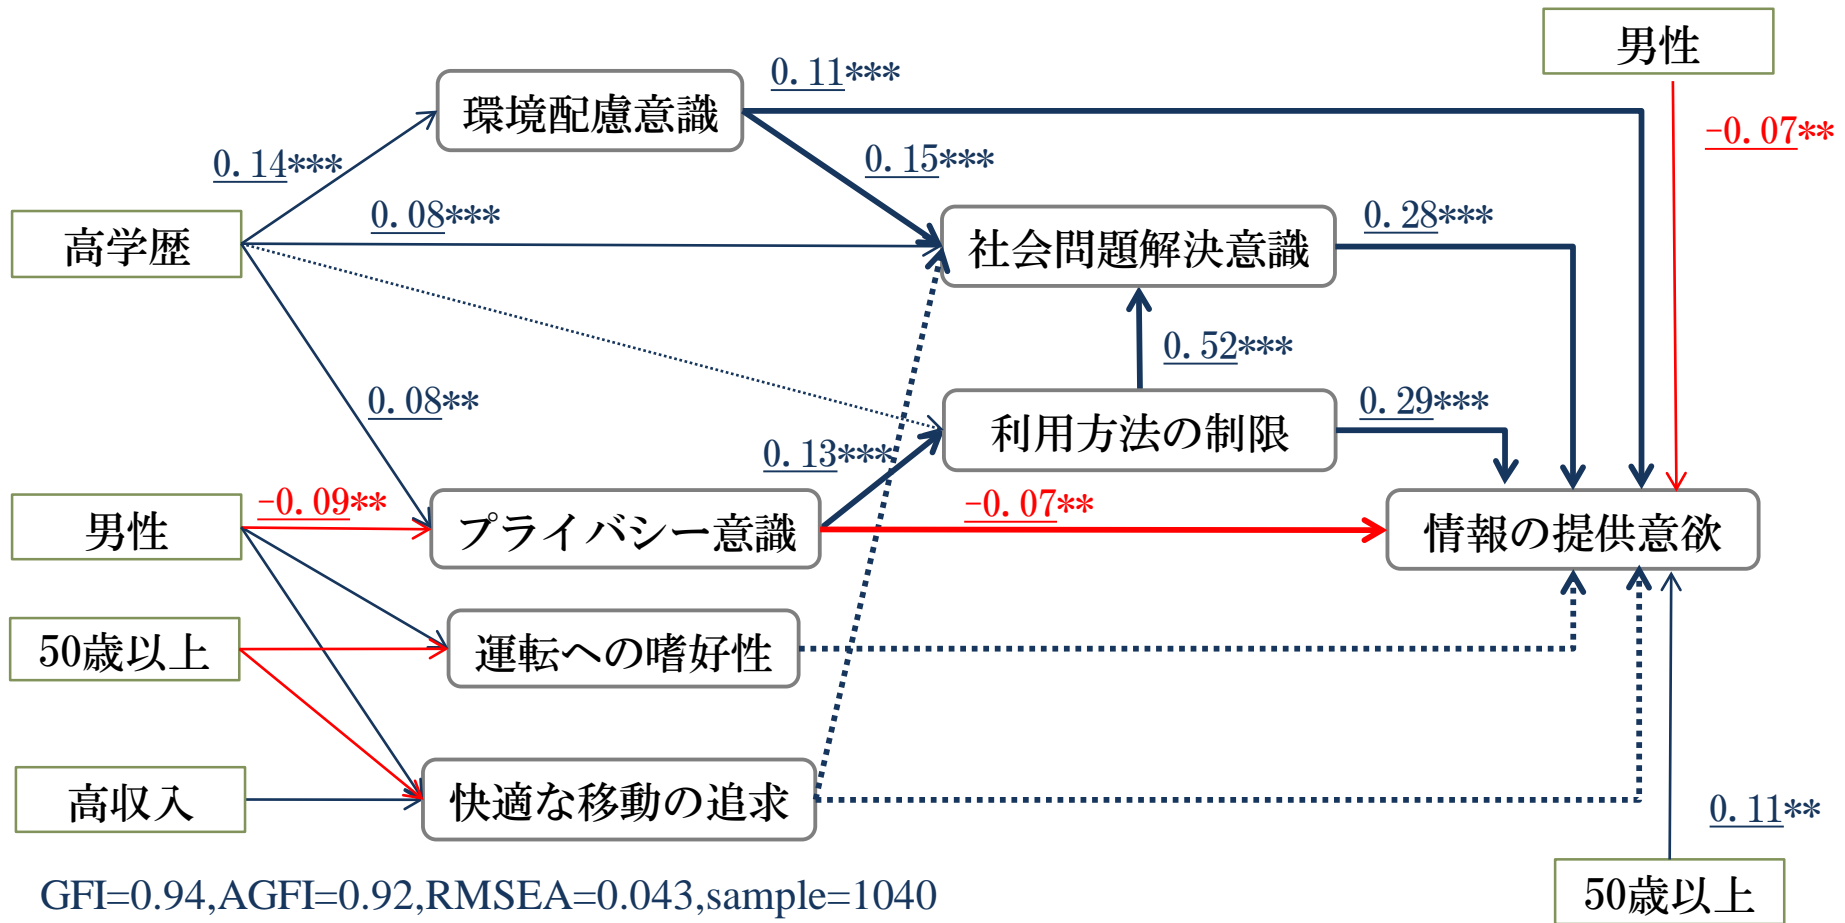 男性
0.11***
環境配慮意識
-0.07**
0.14***
0.15***
0.08***
0.28***
高学歴
社会問題解決意識
0.52***
0.08**
0.29***
利用方法の制限
0.13***
-0.09**
-0.07**
男性
プライバシー意識
情報の提供意欲
50歳以上
運転への嗜好性
高収入
快適な移動の追求
0.11**
GFI=0.94,AGFI=0.92,RMSEA=0.043,sample=1040
50歳以上